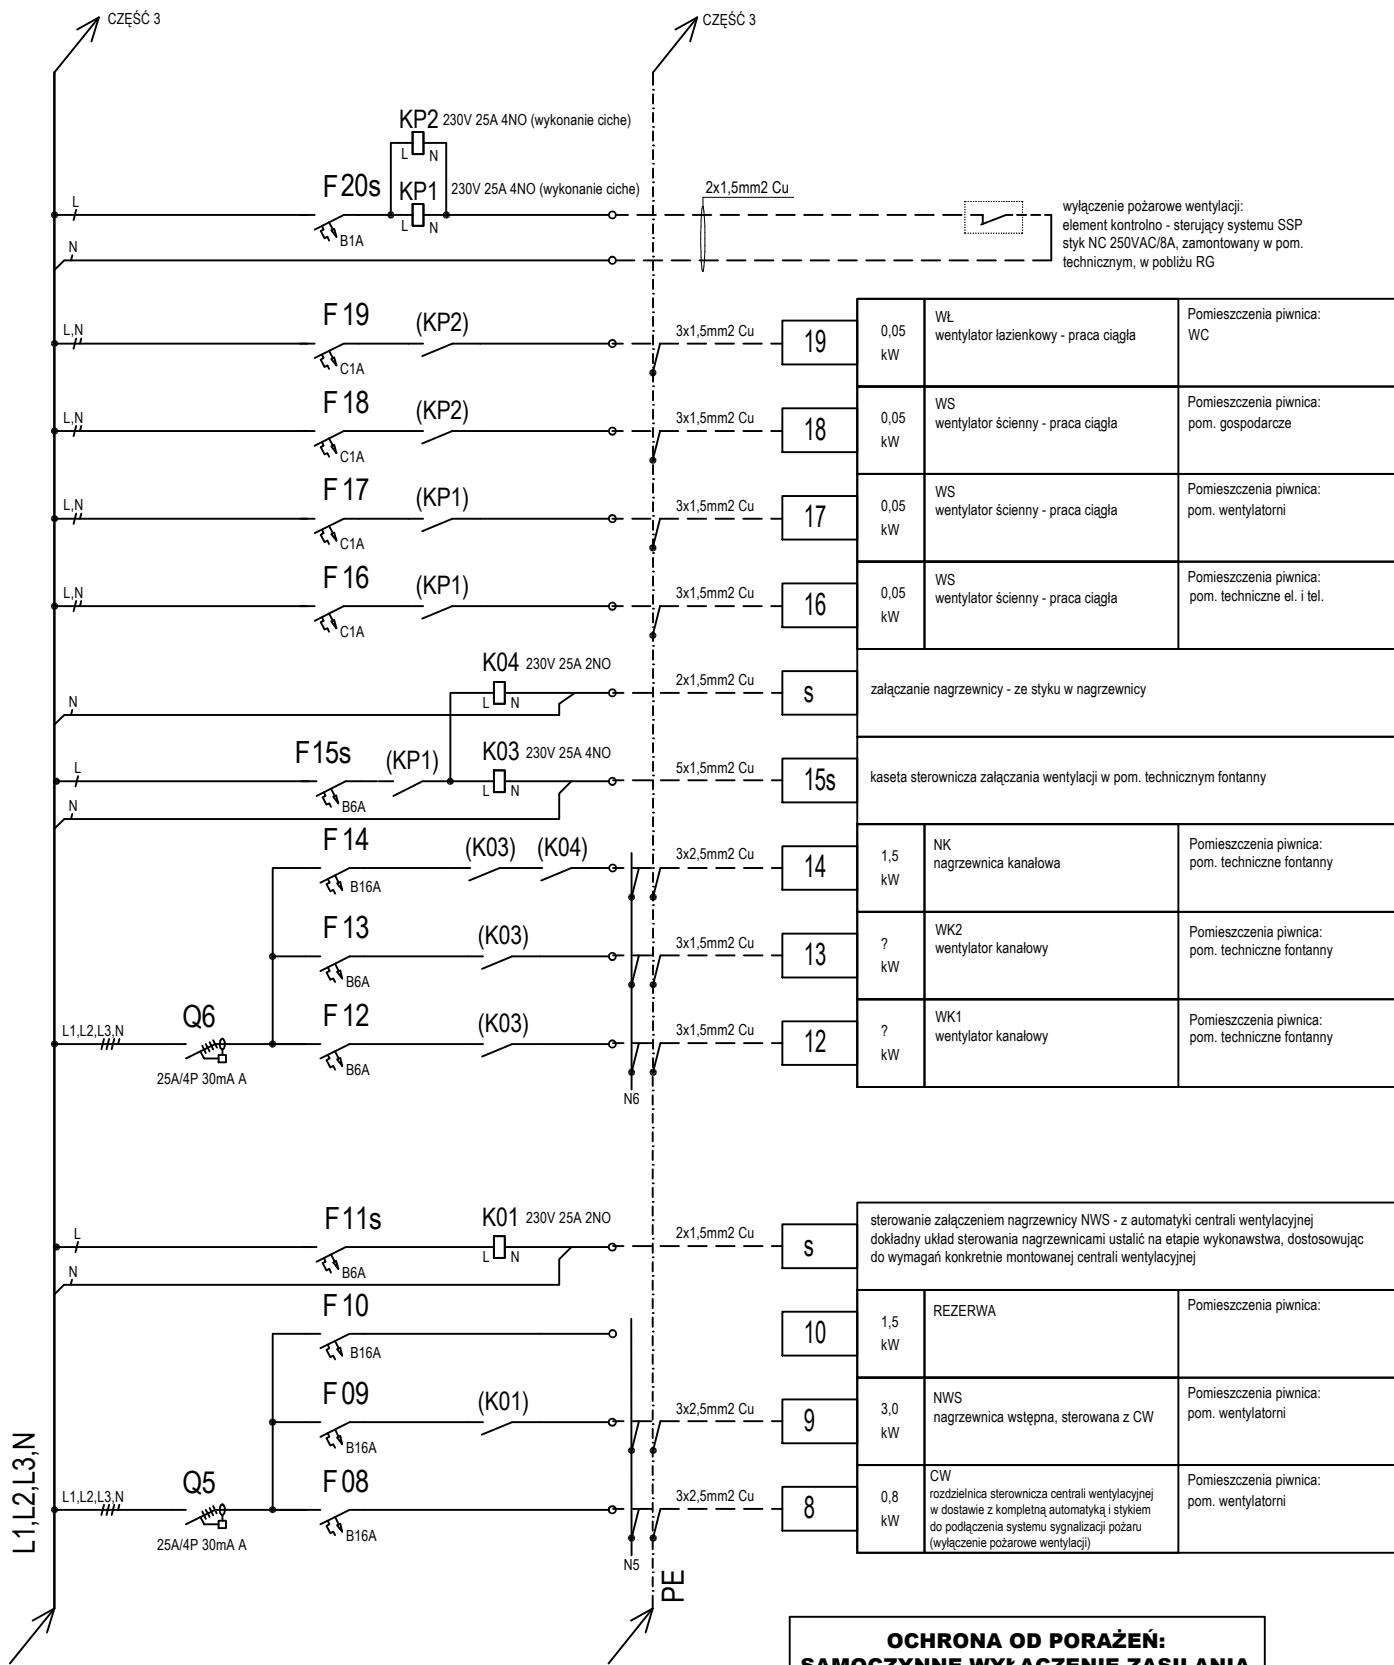 CZĘŚĆ 3
CZĘŚĆ 3
KP2 230V 25A 4NO (wykonanie ciche)
L N
F20s KP1 230V 25A 4NO (wykonanie ciche)
L B1A L N
2x1,5mm2 Cu
N
wyłączenie pożarowe wentylacji:
element kontrolno - sterujący systemu SSP
styk NC 250VAC/8A, zamontowany w pom.
technicznym, w pobliżu RG
L,N F19 C1A (KP2) 3x1,5mm2 Cu 19
0,05 kW
WŁ
wentylator łazienkowy - praca ciągła
Pomieszczenia piwnica:
WC
L,N F18 C1A (KP2) 3x1,5mm2 Cu 18
0,05 kW
WS
wentylator ścienny - praca ciągła
Pomieszczenia piwnica:
pom. gospodarcze
L,N F17 C1A (KP1) 3x1,5mm2 Cu 17
0,05 kW
WS
wentylator ścienny - praca ciągła
Pomieszczenia piwnica:
pom. wentylatorni
L,N F16 C1A (KP1) 3x1,5mm2 Cu 16
0,05 kW
WS
wentylator ścienny - praca ciągła
Pomieszczenia piwnica:
pom. techniczne el. i tel.
K04 230V 25A 2NO
N L N 2x1,5mm2 Cu s
załączanie nagrzewnicy - ze styku w nagrzewnicy
L F15s B6A (KP1) K03 230V 25A 4NO
N L N 5x1,5mm2 Cu 15s
kaseta sterownicza załączania wentylacji w pom. technicznym fontanny
F14 B16A (K03) (K04) 3x2,5mm2 Cu 14
1,5 kW
NK
nagrzewnica kanałowa
Pomieszczenia piwnica:
pom. techniczne fontanny
F13 B6A (K03) 3x1,5mm2 Cu 13
? kW
WK2
wentylator kanałowy
Pomieszczenia piwnica:
pom. techniczne fontanny
L1,L2,L3,N Q6 F12 B6A (K03) 3x1,5mm2 Cu 12
25A/4P 30mA A
? kW
WK1
wentylator kanałowy
Pomieszczenia piwnica:
pom. techniczne fontanny
N6
L F11s B6A K01 230V 25A 2NO
N L N 2x1,5mm2 Cu s
sterowanie załączeniem nagrzewnicy NWS - z automatyki centrali wentylacyjnej
dokładny układ sterowania nagrzewnicami ustalić na etapie wykonawstwa, dostosowując
do wymagań konkretnie montowanej centrali wentylacyjnej
F10 B16A 10
1,5 kW
REZERWA
Pomieszczenia piwnica:
F09 B16A (K01) 3x2,5mm2 Cu 9
3,0 kW
NWS
nagrzewnica wstępna, sterowana z CW
Pomieszczenia piwnica:
pom. wentylatorni
L1,L2,L3,N Q5 F08 B16A 3x2,5mm2 Cu 8
25A/4P 30mA A
0,8 kW
CW
rozdzielnica sterownicza centrali wentylacyjnej
w dostawie z kompletną automatyką i stykiem
do podłączenia systemu sygnalizacji pożaru
(wyłączenie pożarowe wentylacji)
Pomieszczenia piwnica:
pom. wentylatorni
N5
L1,L2,L3,N
PE
OCHRONA OD PORAŻEŃ:
SAMOCZYNNE WYŁĄCZENIE ZASILANIA